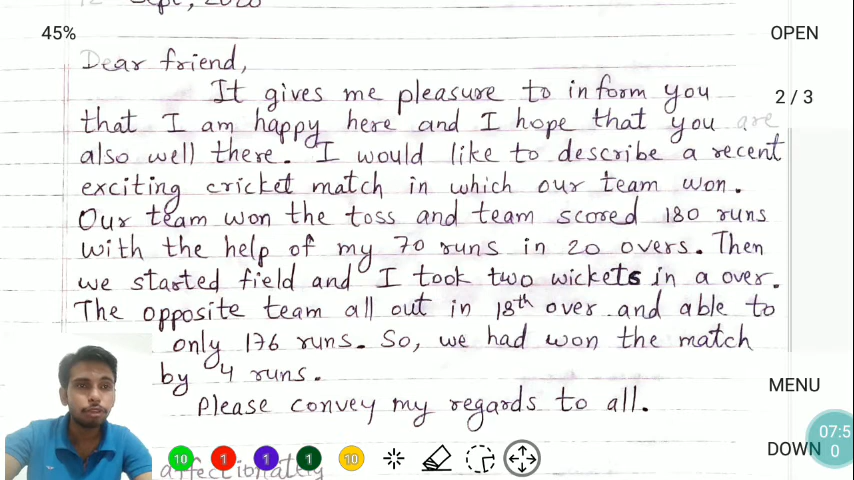 Sept, 2020
45%
OPEN
Dear friend,
It gives me pleasure to inform you
2 / 3
that I am happy here and I hope that you are
also well there. I would like to describe a recent
exciting cricket match in which our team won.
Our team won the toss and team scored 180 runs
with the help of my 70 runs in 20 overs. Then
we started field and I took two wickets in a over.
The opposite team all out in 18th over and able to
only 176 runs. So, we had won the match
by 4 runs.
MENU
Please convey my regards to all.
DOWN
07:5
0
10 1 1 1 10
affectionately